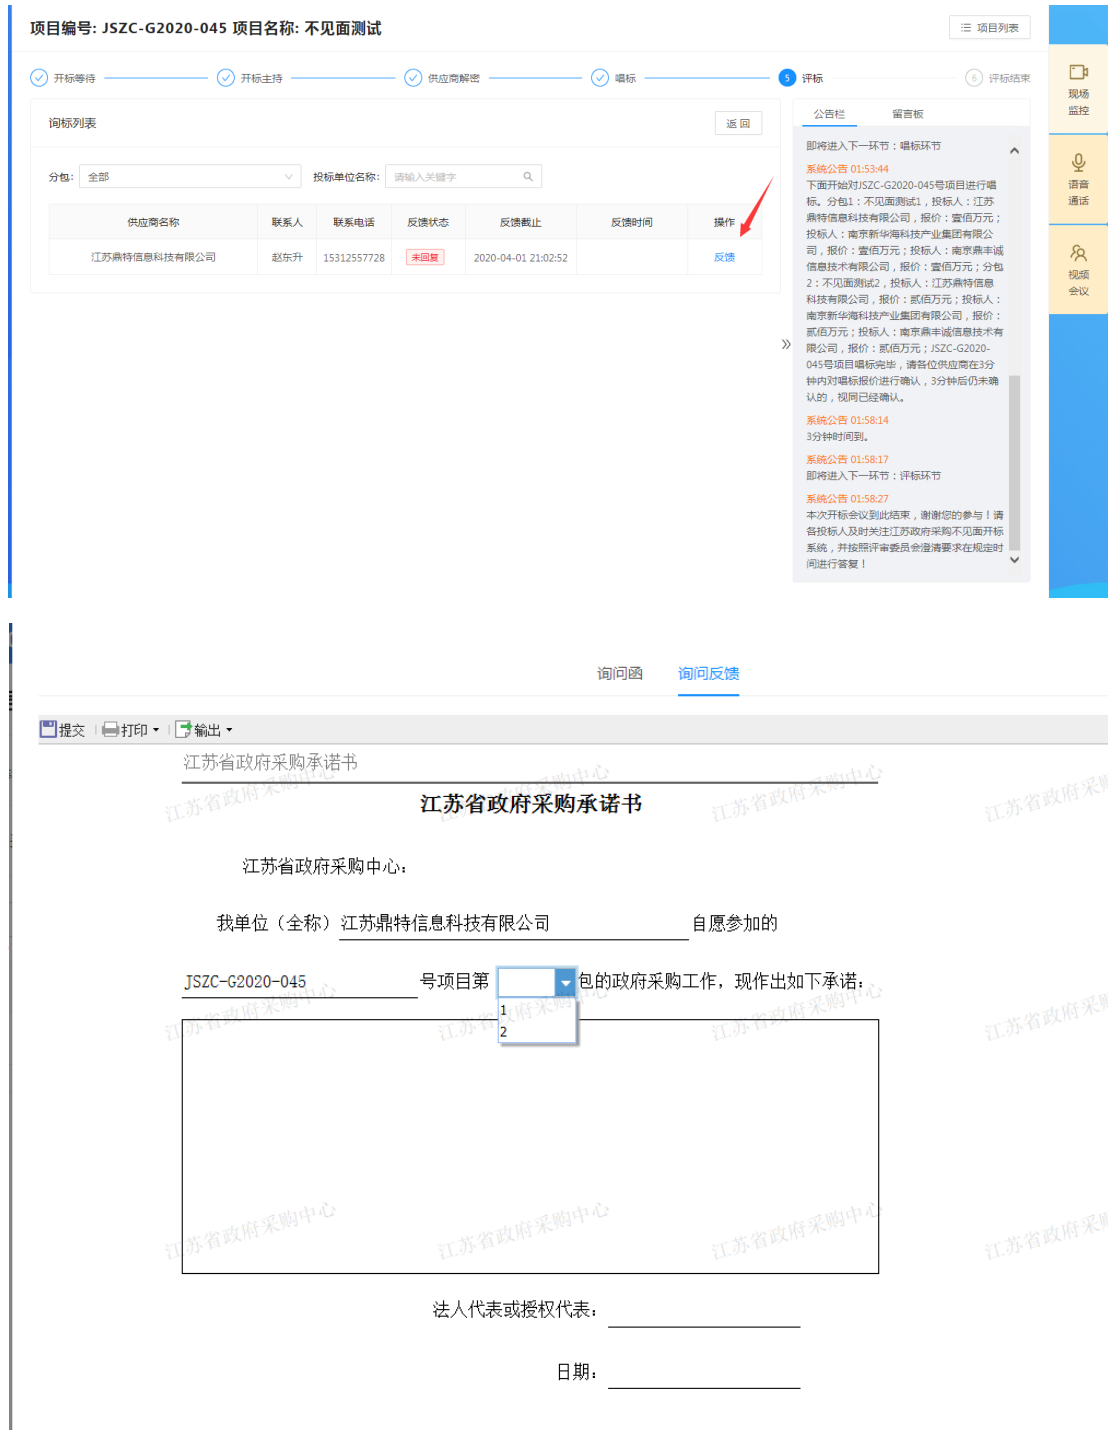 项目编号: JSZC-G2020-045 项目名称: 不见面测试
项目列表
开标等待
开标主持
供应商解密
唱标
5 评标
6 评标结束
询标列表
返 回
分包: 全部
投标单位名称: 请输入关键字
供应商名称 联系人 联系电话 反馈状态 反馈截止 反馈时间 操作
江苏鼎特信息科技有限公司 赵东升 15312557728 未回复 2020-04-01 21:02:52 反馈
»
公告栏 留言板
即将进入下一环节：唱标环节
系统公告 01:53:44
下面开始对JSZC-G2020-045号项目进行唱
标。分包1：不见面测试1，投标人：江苏
鼎特信息科技有限公司，报价：壹佰万元；
投标人：南京新华海科技产业集团有限公
司，报价：壹佰万元；投标人：南京鼎丰诚
信息技术有限公司，报价：壹佰万元；分包
2：不见面测试2，投标人：江苏鼎特信息
科技有限公司，报价：贰佰万元；投标人：
南京新华海科技产业集团有限公司，报价：
贰佰万元；投标人：南京鼎丰诚信息技术有
限公司，报价：贰佰万元；JSZC-G2020-
045号项目唱标完毕，请各位供应商在3分
钟内对唱标报价进行确认，3分钟后仍未确
认的，视同已经确认。
系统公告 01:58:14
3分钟时间到。
系统公告 01:58:17
即将进入下一环节：评标环节
系统公告 01:58:27
本次开标会议到此结束，谢谢您的参与！请
各投标人及时关注江苏政府采购不见面开标
系统，并按照评审委员会澄清要求在规定时
间进行答复！
现场
监控
语音
通话
视频
会议
询问函 询问反馈
提交 打印 输出
江苏省政府采购承诺书
江苏省政府采购承诺书
江苏省政府采购中心：
我单位（全称）江苏鼎特信息科技有限公司 自愿参加的
JSZC-G2020-045 号项目第 包的政府采购工作，现作出如下承诺：
1
2
法人代表或授权代表：
日期：
江苏省政府采购中心